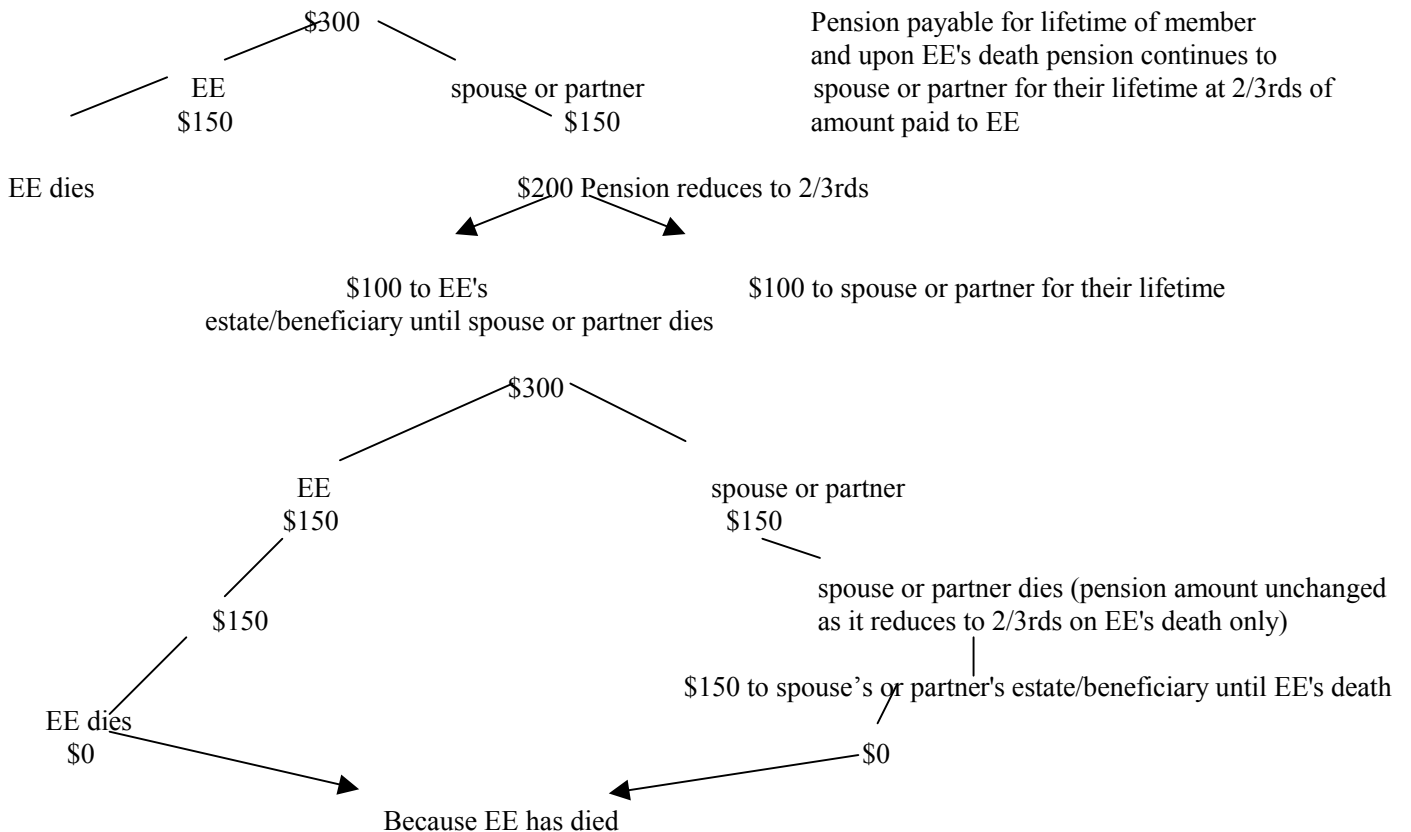 $300
Pension payable for lifetime of member
and upon EE's death pension continues to
spouse or partner for their lifetime at 2/3rds of
amount paid to EE
EE
spouse or partner
$150
$150
EE dies
$200 Pension reduces to 2/3rds
$100 to EE's
estate/beneficiary until spouse or partner dies
$100 to spouse or partner for their lifetime
$300
EE
$150
spouse or partner
$150
spouse or partner dies (pension amount unchanged
as it reduces to 2/3rds on EE's death only)
$150
$150 to spouse’s or partner's estate/beneficiary until EE's death
EE dies
$0
$0
Because EE has died